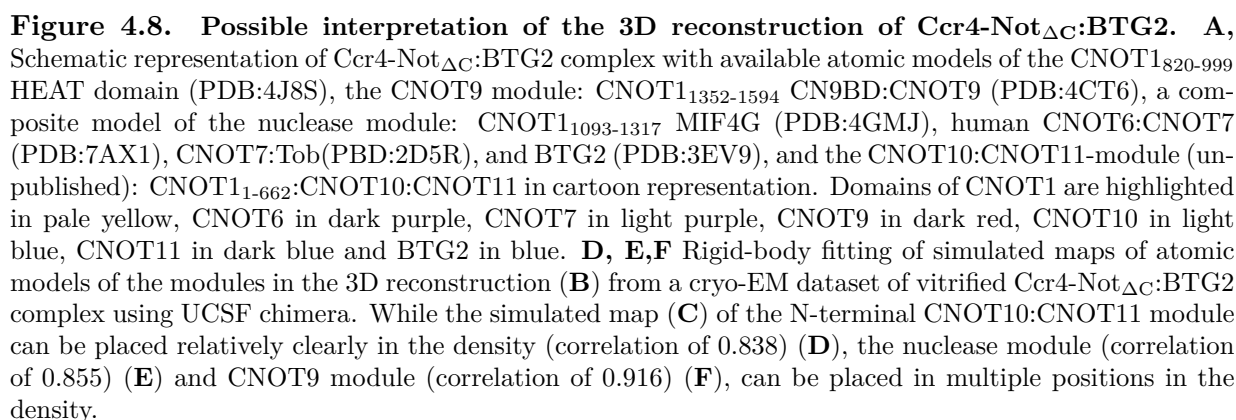 Figure 4.8. Possible interpretation of the 3D reconstruction of Ccr4-NotΔC:BTG2. A,
Schematic representation of Ccr4-NotΔC:BTG2 complex with available atomic models of the CNOT1820-999
HEAT domain (PDB:4J8S), the CNOT9 module: CNOT11352-1594 CN9BD:CNOT9 (PDB:4CT6), a com-
posite model of the nuclease module: CNOT11093-1317 MIF4G (PDB:4GMJ), human CNOT6:CNOT7
(PDB:7AX1), CNOT7:Tob(PBD:2D5R), and BTG2 (PDB:3EV9), and the CNOT10:CNOT11-module (un-
published): CNOT11-662:CNOT10:CNOT11 in cartoon representation. Domains of CNOT1 are highlighted
in pale yellow, CNOT6 in dark purple, CNOT7 in light purple, CNOT9 in dark red, CNOT10 in light
blue, CNOT11 in dark blue and BTG2 in blue. D, E,F Rigid-body fitting of simulated maps of atomic
models of the modules in the 3D reconstruction (B) from a cryo-EM dataset of vitrified Ccr4-NotΔC:BTG2
complex using UCSF chimera. While the simulated map (C) of the N-terminal CNOT10:CNOT11 module
can be placed relatively clearly in the density (correlation of 0.838) (D), the nuclease module (correlation
of 0.855) (E) and CNOT9 module (correlation of 0.916) (F), can be placed in multiple positions in the
density.